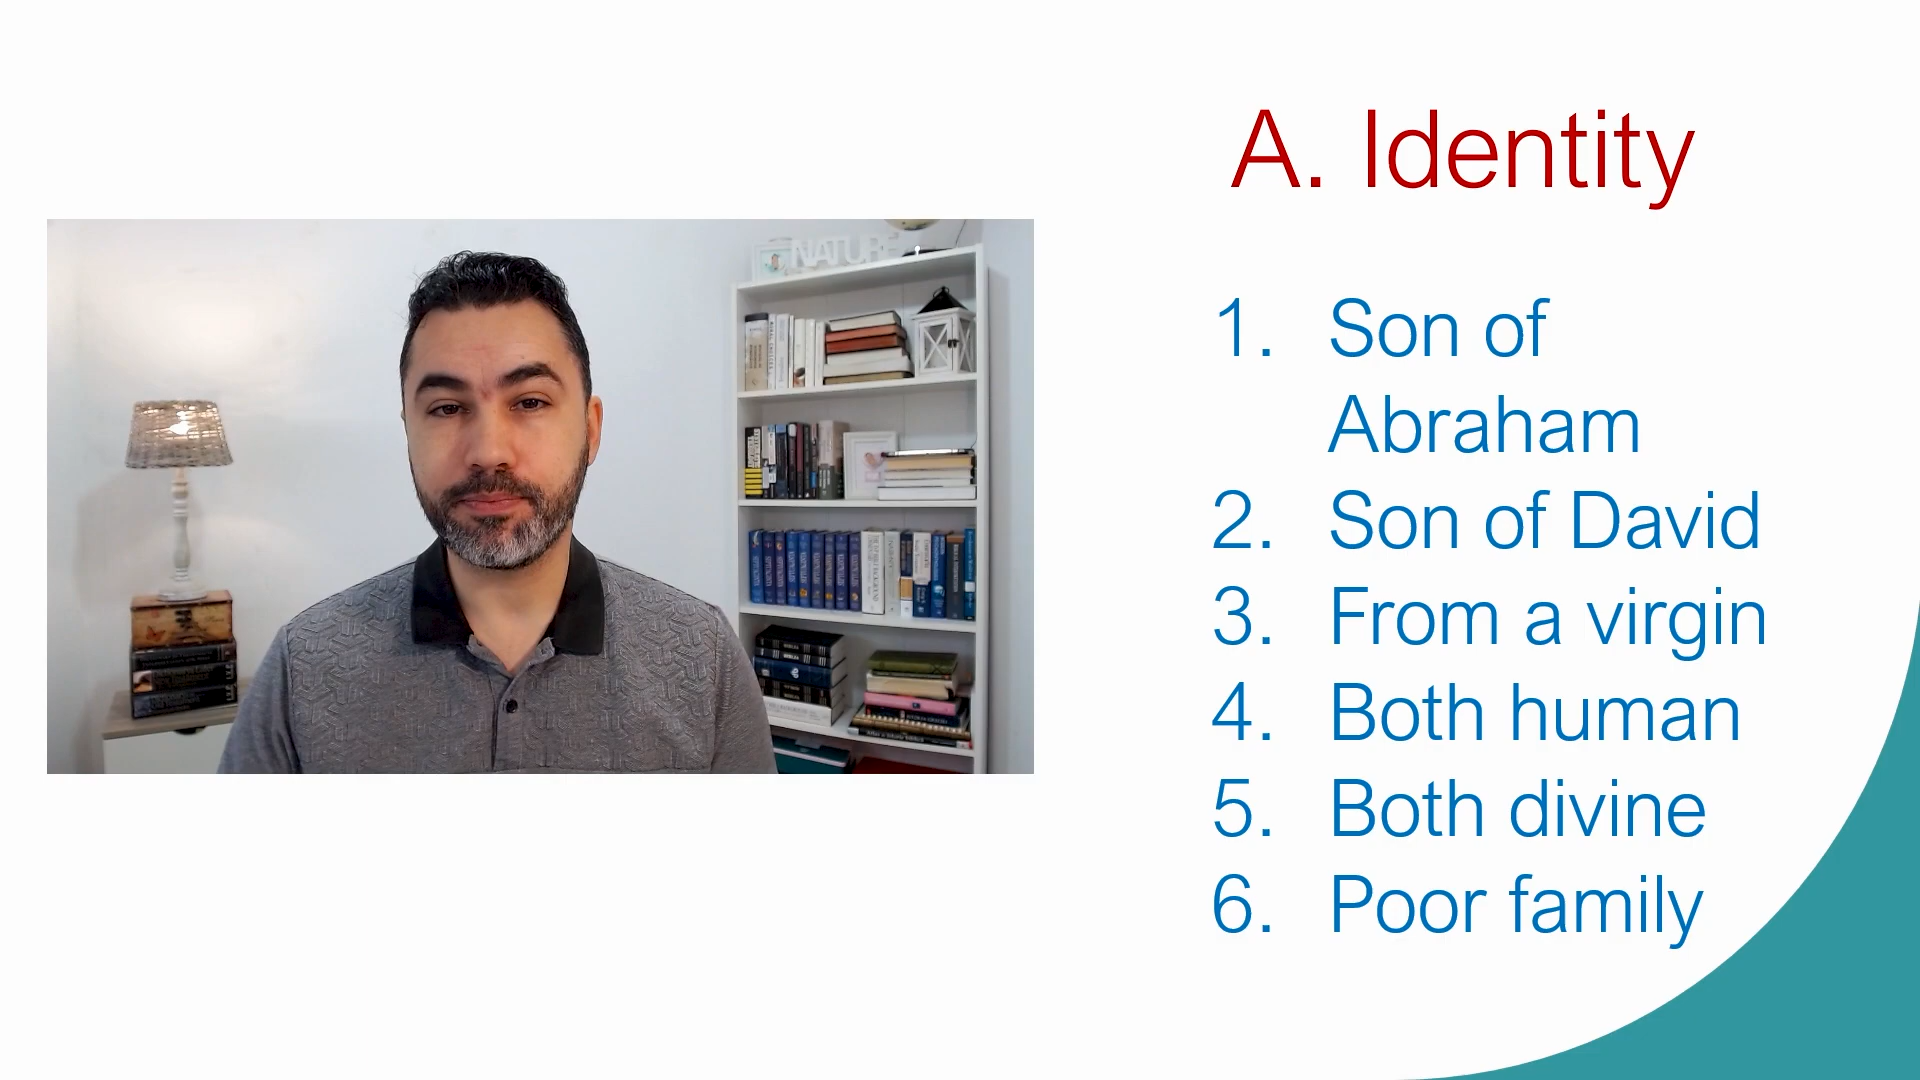 A. Identity
1. Son of
Abraham
2. Son of David
3. From a virgin
4. Both human
5. Both divine
6. Poor family
NATURE